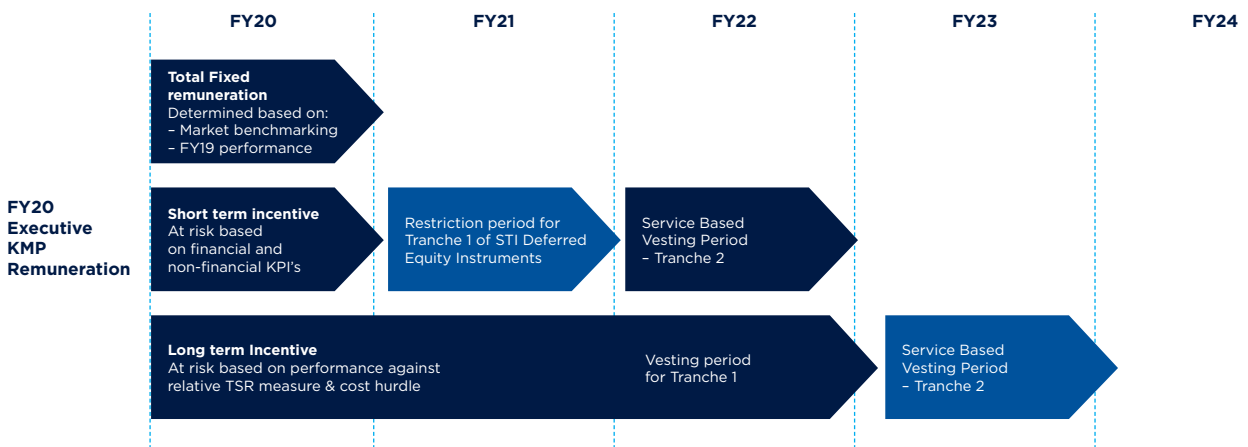 FY20
FY21
FY22
FY23
FY24
FY20
Executive
KMP
Remuneration
Total Fixed
remuneration
Determined based on:
– Market benchmarking
– FY19 performance
Short term incentive
At risk based
on financial and
non-financial KPI's
Restriction period for
Tranche 1 of STI Deferred
Equity Instruments
Service Based
Vesting Period
– Tranche 2
Long term Incentive
At risk based on performance against
relative TSR measure & cost hurdle
Vesting period
for Tranche 1
Service Based
Vesting Period
– Tranche 2